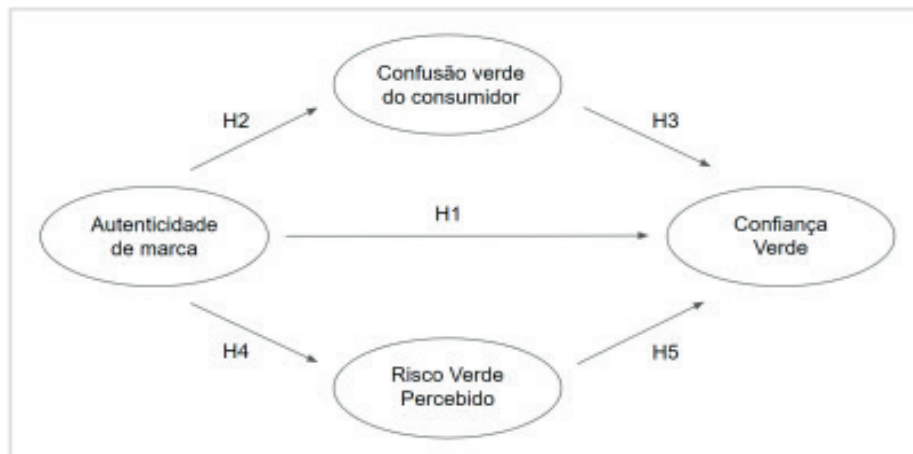 Confusão verde
do consumidor
H2
H3
Autenticidade
de marca
H1
Confiança
Verde
H4
H5
Risco Verde
Percebido